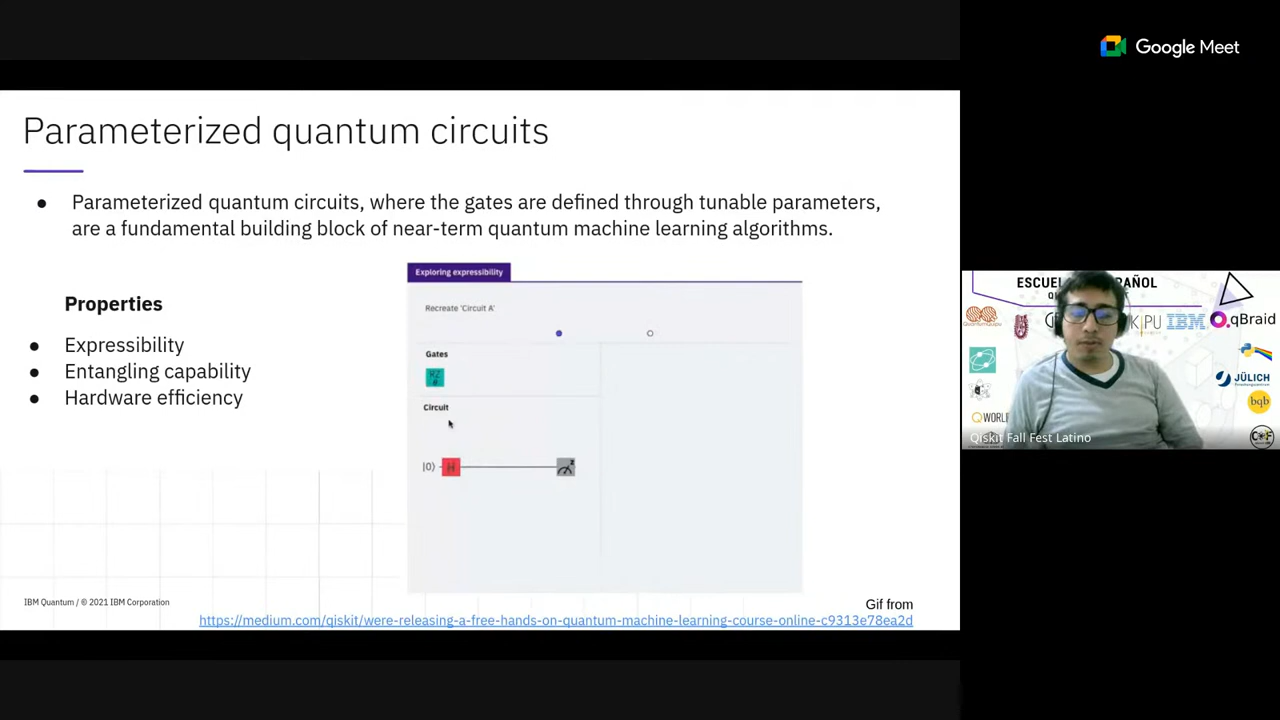 Parameterized quantum circuits
● Parameterized quantum circuits, where the gates are defined through tunable parameters,
are a fundamental building block of near-term quantum machine learning algorithms.
Properties
● Expressibility
● Entangling capability
● Hardware efficiency
Exploring expressibility
Recreate 'Circuit A'
Gates
Circuit
|0⟩ H
IBM Quantum / © 2021 IBM Corporation
Gif from
https://medium.com/qiskit/were-releasing-a-free-hands-on-quantum-machine-learning-course-online-c9313e78ea2d
Google Meet
IBM
qBraid
JÜLICH
bqb
Qiskit Fall Fest Latino